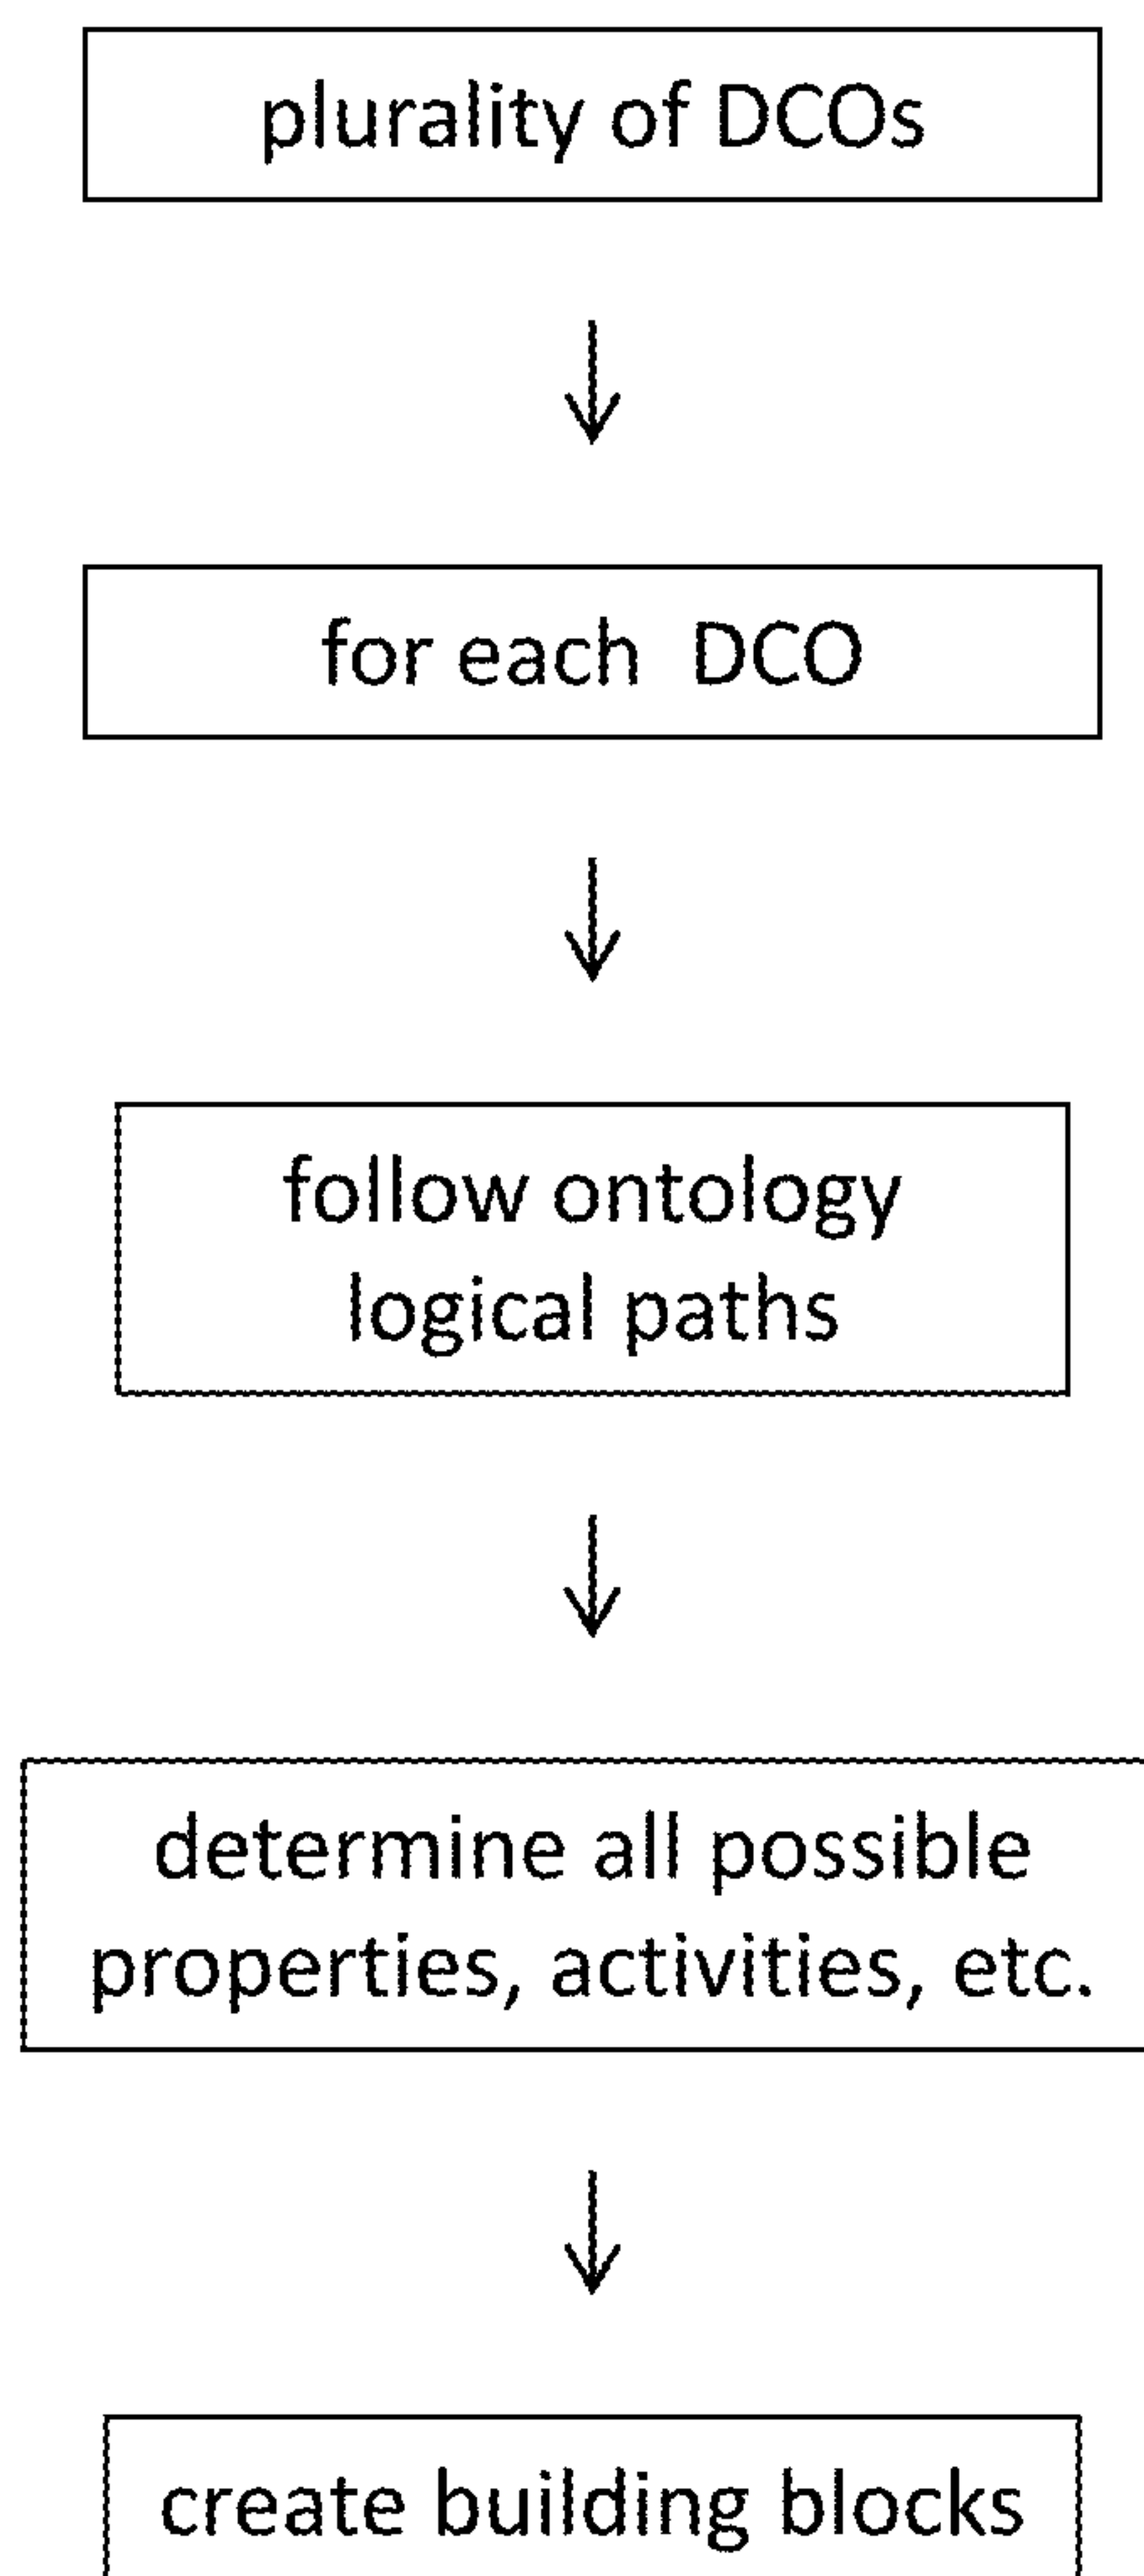 plurality of DCOs
for each DCO
follow ontology
logical paths
determine all possible
properties, activities, etc.
create building blocks